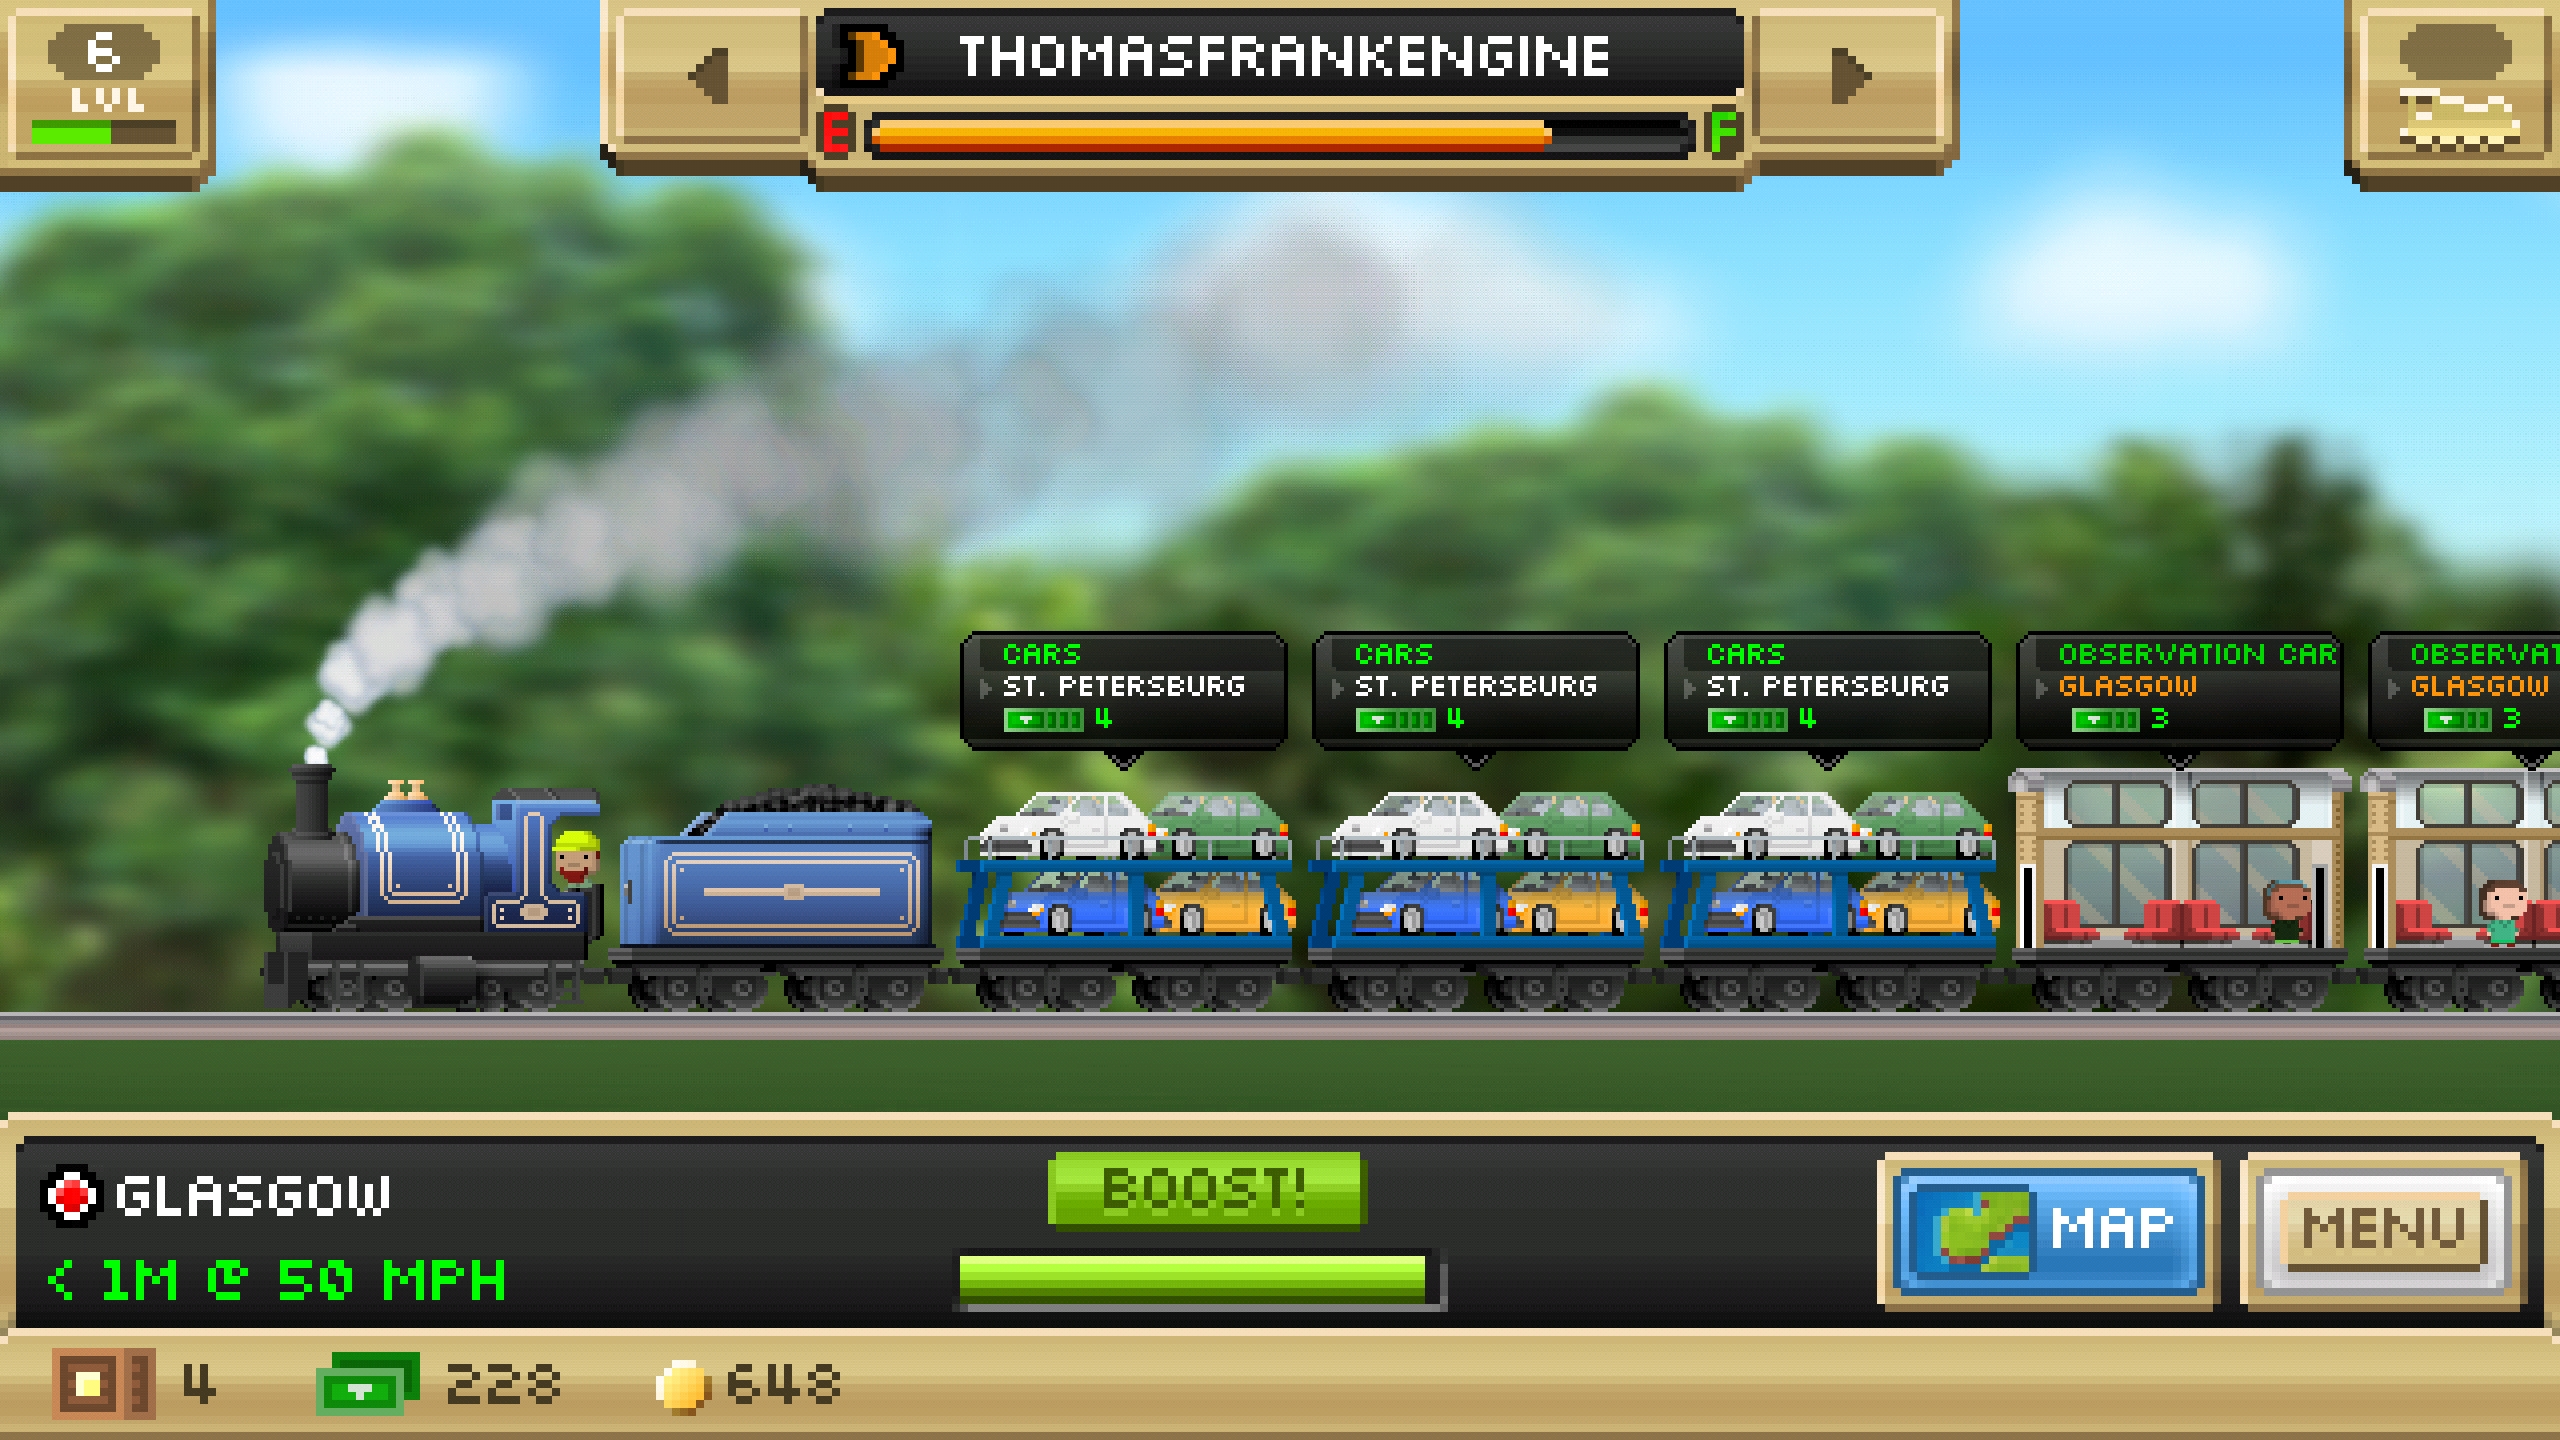 6
LVL
THOMASFRANKENGINE
E F
CARS
ST. PETERSBURG
4
CARS
ST. PETERSBURG
4
CARS
ST. PETERSBURG
4
OBSERVATION CAR
GLASGOW
3
OBSERVAT
GLASGOW
3
GLASGOW
< 1M @ 50 MPH
BOOST!
MAP
MENU
4
228
648